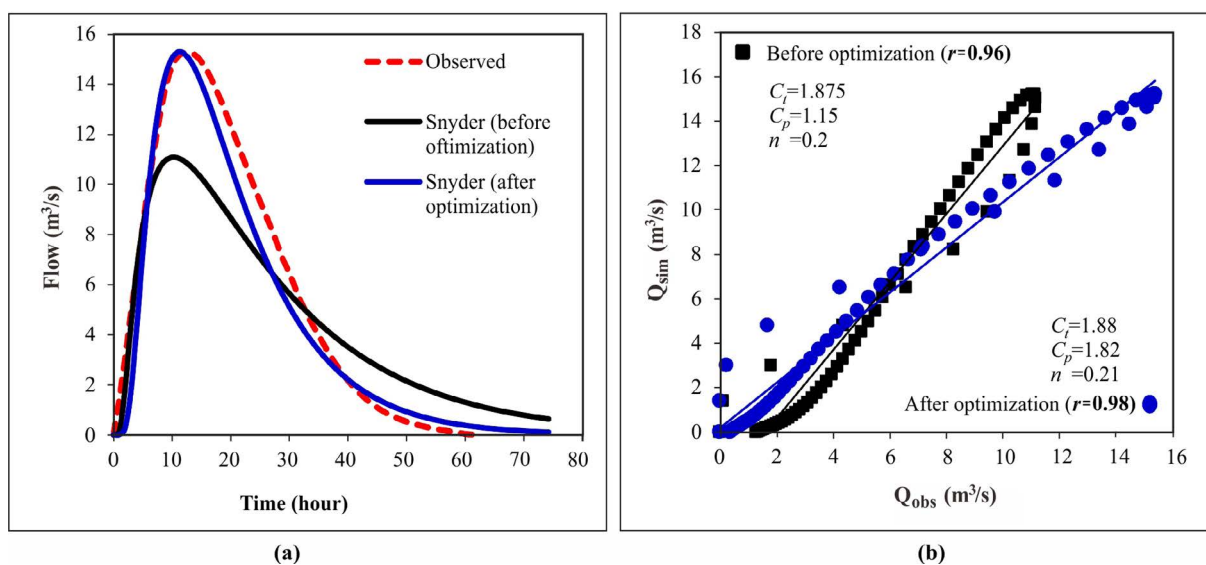 16
14
12
10
8
6
4
2
0
Flow (m³/s)
Observed
Snyder (before
oftimization)
Snyder (after
optimization)
0 10 20 30 40 50 60 70 80
Time (hour)
(a)
18
16
14
12
10
8
6
4
2
0
Qsim (m³/s)
Before optimization (r=0.96)
Ct=1.875
Cp=1.15
n =0.2
Ct=1.88
Cp=1.82
n =0.21
After optimization (r=0.98)
0 2 4 6 8 10 12 14 16
Qobs (m³/s)
(b)